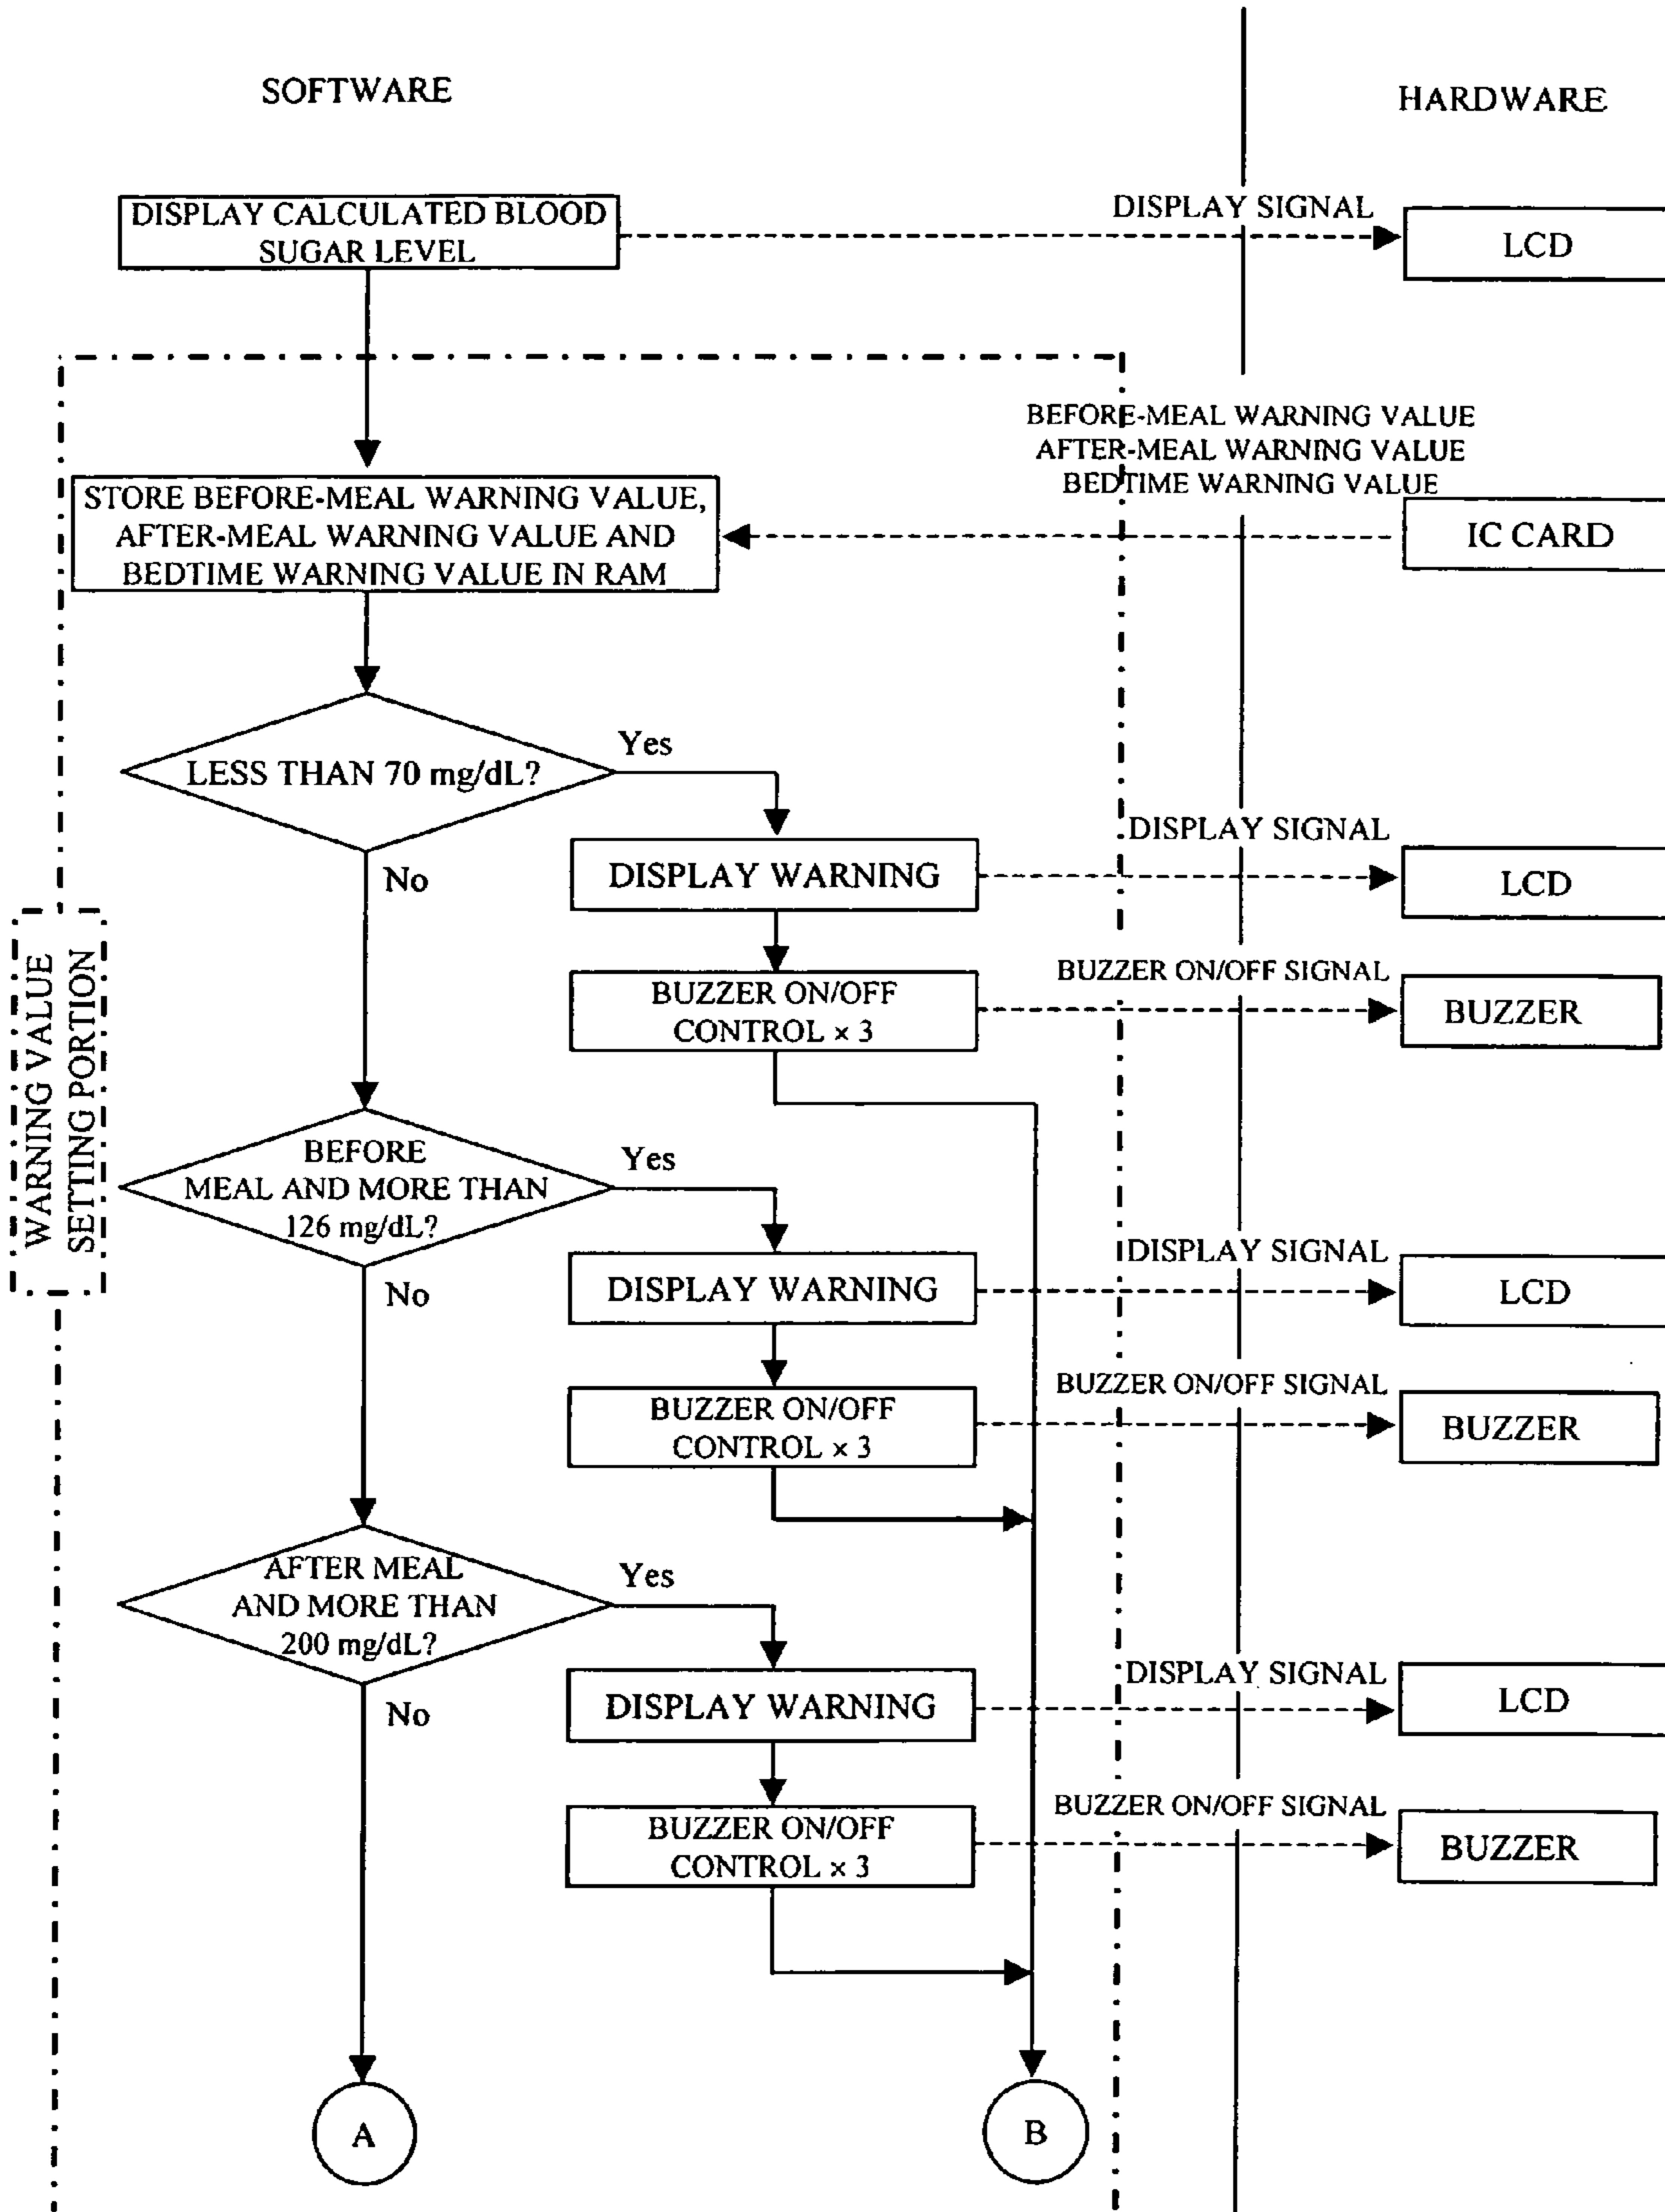 SOFTWARE
HARDWARE
DISPLAY CALCULATED BLOOD
SUGAR LEVEL
DISPLAY SIGNAL
LCD
BEFORE-MEAL WARNING VALUE
AFTER-MEAL WARNING VALUE
BEDTIME WARNING VALUE
STORE BEFORE-MEAL WARNING VALUE,
AFTER-MEAL WARNING VALUE AND
BEDTIME WARNING VALUE IN RAM
IC CARD
LESS THAN 70 mg/dL?
Yes
No
DISPLAY WARNING
DISPLAY SIGNAL
LCD
BUZZER ON/OFF
CONTROL × 3
BUZZER ON/OFF SIGNAL
BUZZER
WARNING VALUE
SETTING PORTION
BEFORE
MEAL AND MORE THAN
126 mg/dL?
Yes
No
DISPLAY WARNING
DISPLAY SIGNAL
LCD
BUZZER ON/OFF
CONTROL × 3
BUZZER ON/OFF SIGNAL
BUZZER
AFTER MEAL
AND MORE THAN
200 mg/dL?
Yes
No
DISPLAY WARNING
DISPLAY SIGNAL
LCD
BUZZER ON/OFF
CONTROL × 3
BUZZER ON/OFF SIGNAL
BUZZER
A
B